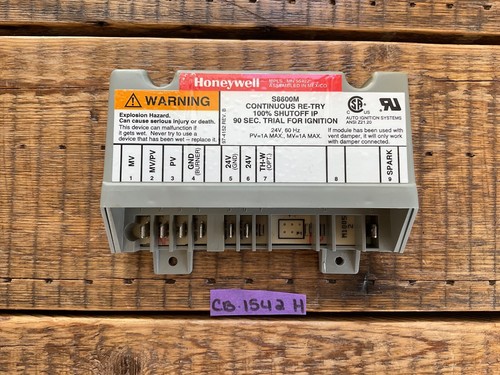 Honeywell
ASSEMBLED IN MEXICO
WARNING
Explosion Hazard.
Can cause serious injury or death.
This device can malfunction if
it gets wet. Never try to use a
device that has been wet – replace it.
S8600M
CONTINUOUS RE-TRY
100% SHUTOFF IP
90 SEC. TRIAL FOR IGNITION
24V, 60 Hz
PV=1A MAX., MV=1A MAX.
AUTO IGNITION SYSTEMS
ANSI Z21.20
If module has been used with
vent damper, it will only work
with damper connected.
MV
1
MV/PV
2
PV
3
GND
(BURNER)
4
24V
(GND)
5
24V
6
TH-W
(OPT.)
7
8
SPARK
9
CB-1542 H